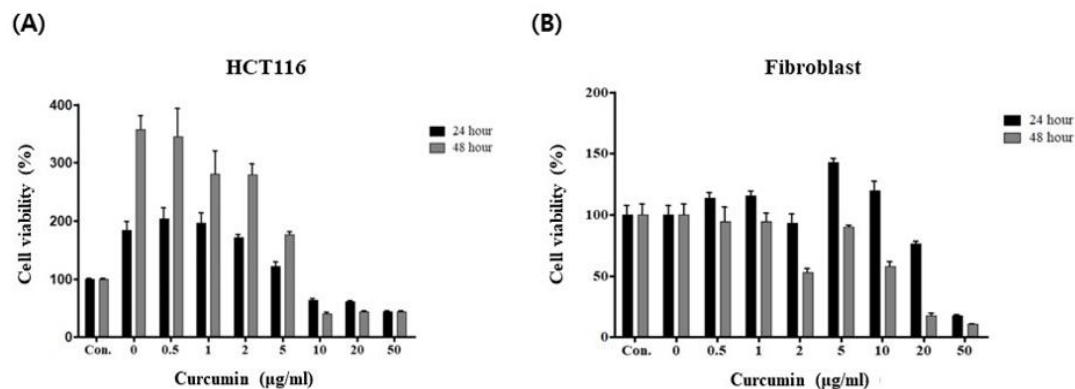 (A)
HCT116
400
300
200
100
0
Cell viability (%)
24 hour
48 hour
Con. 0 0.5 1 2 5 10 20 50
Curcumin (μg/ml)
(B)
Fibroblast
200
150
100
50
0
Cell viability (%)
24 hour
48 hour
Con. 0 0.5 1 2 5 10 20 50
Curcumin (μg/ml)